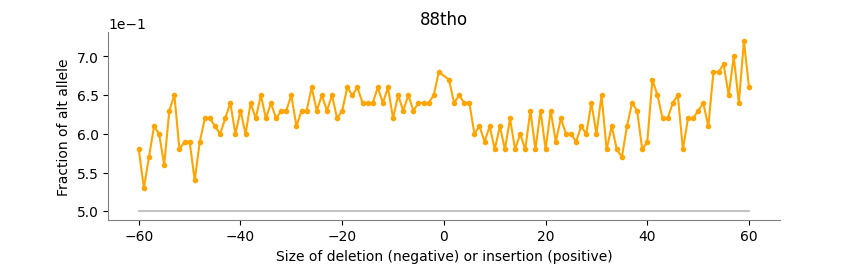 88tho
1e−1
7.0
6.5
6.0
5.5
5.0
Fraction of alt allele
−60 −40 −20 0 20 40 60
Size of deletion (negative) or insertion (positive)